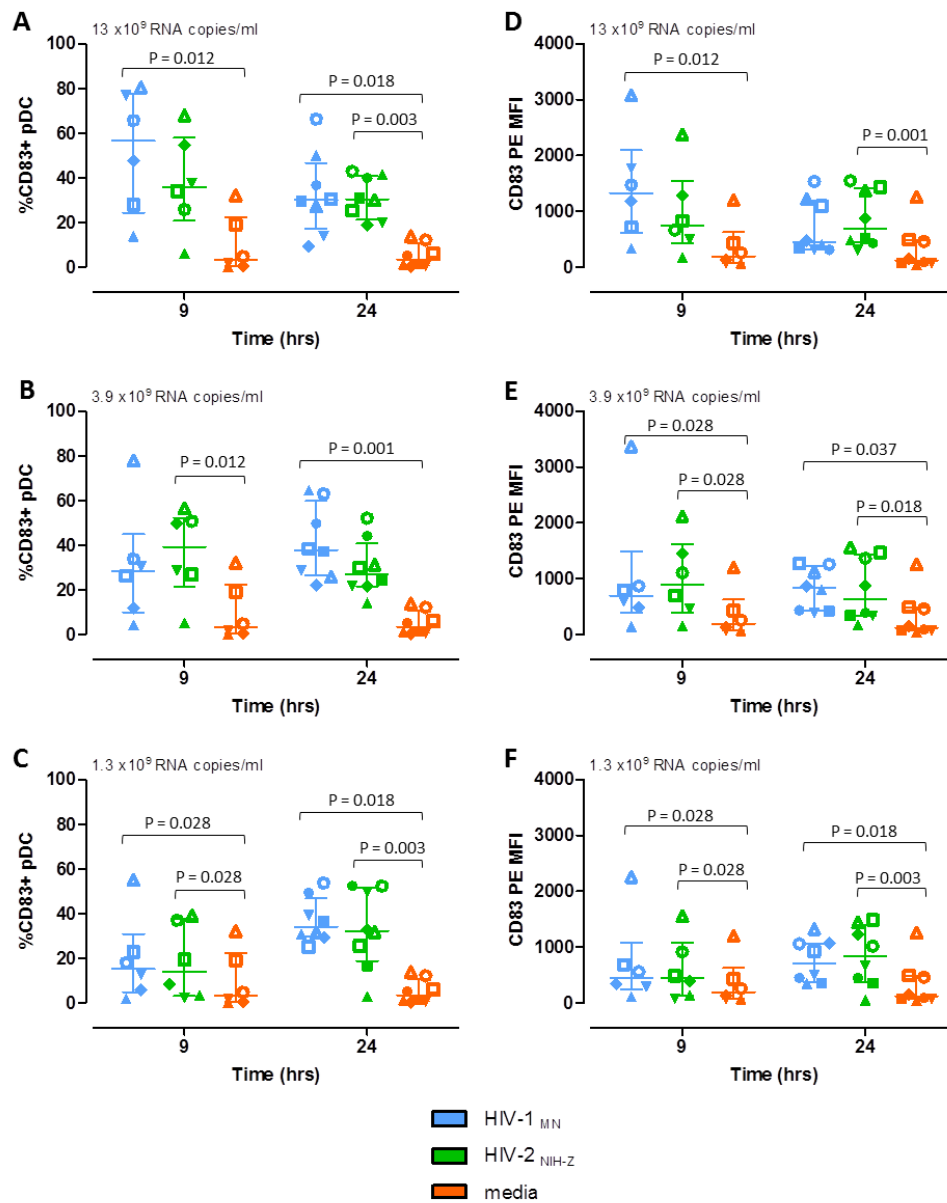 A
13 x10⁹ RNA copies/ml
%CD83+ pDC
100
80
60
40
20
0
P = 0.012
P = 0.018
P = 0.003
9
24
Time (hrs)
D
13 x10⁹ RNA copies/ml
CD83 PE MFI
4000
3000
2000
1000
0
P = 0.012
P = 0.001
9
24
Time (hrs)
B
3.9 x10⁹ RNA copies/ml
%CD83+ pDC
100
80
60
40
20
0
P = 0.012
P = 0.001
9
24
Time (hrs)
E
3.9 x10⁹ RNA copies/ml
CD83 PE MFI
4000
3000
2000
1000
0
P = 0.028
P = 0.028
P = 0.037
P = 0.018
9
24
Time (hrs)
C
1.3 x10⁹ RNA copies/ml
%CD83+ pDC
100
80
60
40
20
0
P = 0.028
P = 0.028
P = 0.018
P = 0.003
9
24
Time (hrs)
F
1.3 x10⁹ RNA copies/ml
CD83 PE MFI
4000
3000
2000
1000
0
P = 0.028
P = 0.028
P = 0.018
P = 0.003
9
24
Time (hrs)
HIV-1 MN
HIV-2 NIH-Z
media